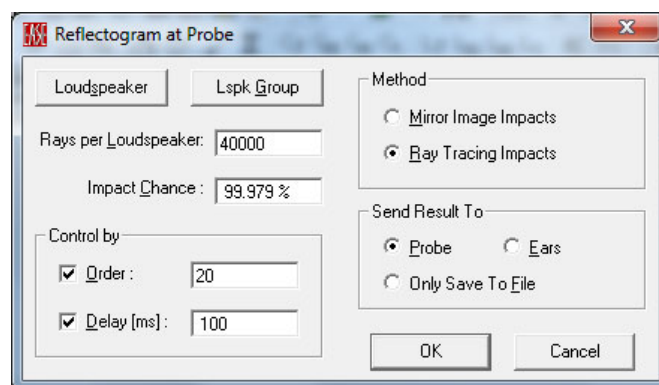 EASE
Reflectogram at Probe
Loudspeaker
Lspk Group
Rays per Loudspeaker: 40000
Impact Chance : 99.979 %
Control by
Order : 20
Delay [ms] : 100
Method
Mirror Image Impacts
Ray Tracing Impacts
Send Result To
Probe Ears
Only Save To File
OK Cancel